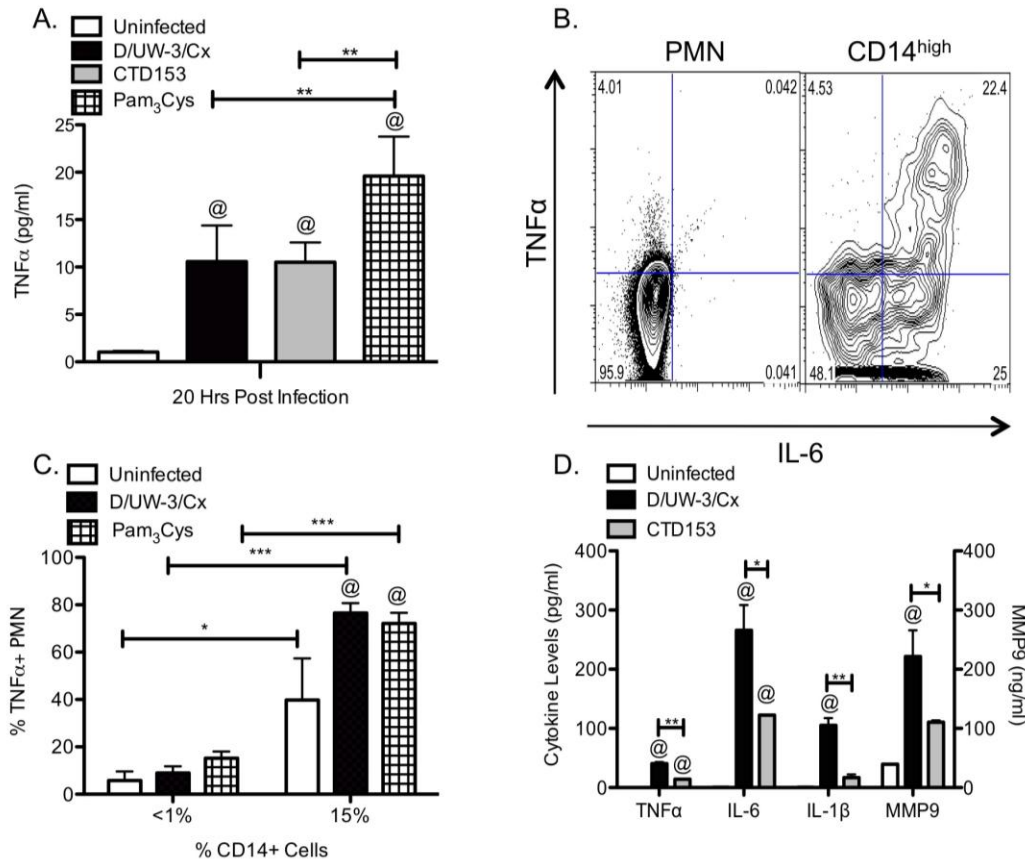 A.
Uninfected
D/UW-3/Cx
CTD153
Pam₃Cys
**
**
@
@
@
25
20
15
10
5
0
TNFα (pg/ml)
20 Hrs Post Infection
B.
PMN CD14high
4.01 0.042 4.53 22.4
95.9 0.041 48.1 25
TNFα
IL-6
C.
Uninfected
D/UW-3/Cx
Pam₃Cys
***
***
*
@ @
100
80
60
40
20
0
% TNFα+ PMN
<1% 15%
% CD14+ Cells
D.
Uninfected
D/UW-3/Cx
CTD153
*
*
**
**
@
@
@
@
@
@
400
300
200
100
0
Cytokine Levels (pg/ml)
400
300
200
100
0
MMP9 (ng/ml)
TNFα IL-6 IL-1β MMP9